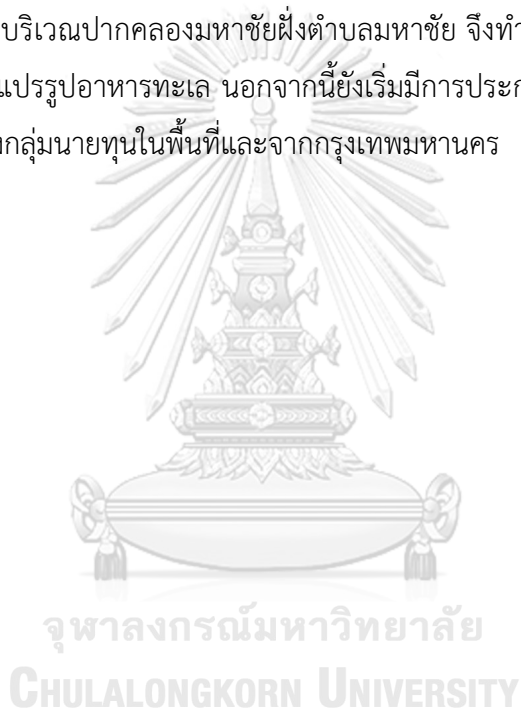 บริเวณปากคลองมหาชัยฝั่งตำบลมหาชัย จึงทำ
แปรรูปอาหารทะเล นอกจากนี้ยังเริ่มมีการประก
งกลุ่มนายทุนในพื้นที่และจากกรุงเทพมหานคร
จุฬาลงกรณ์มหาวิทยาลัย
CHULALONGKORN UNIVERSITY